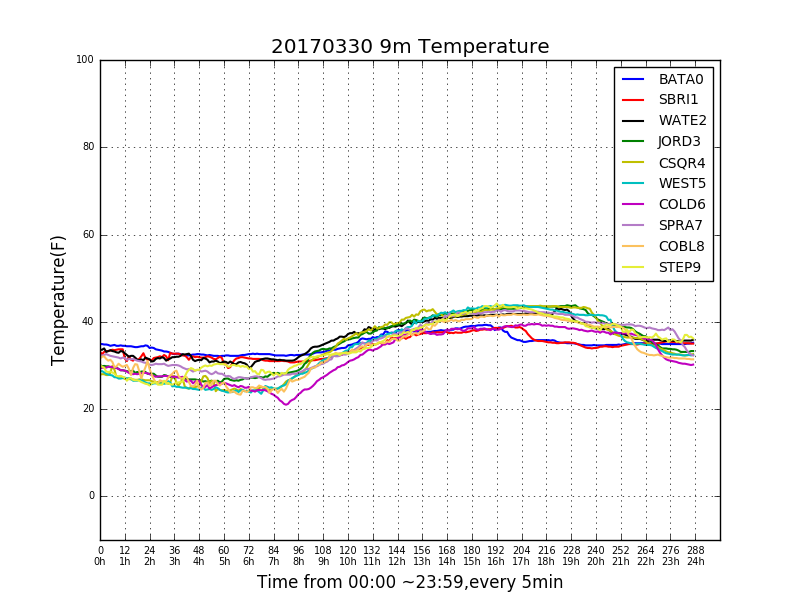 20170330 9m Temperature
100
80
60
40
20
0
Temperature(F)
BATA0
SBRI1
WATE2
JORD3
CSQR4
WEST5
COLD6
SPRA7
COBL8
STEP9
0 12 24 36 48 60 72 84 96 108 120 132 144 156 168 180 192 204 216 228 240 252 264 276 288
0h 1h 2h 3h 4h 5h 6h 7h 8h 9h 10h 11h 12h 13h 14h 15h 16h 17h 18h 19h 20h 21h 22h 23h 24h
Time from 00:00 ~23:59,every 5min